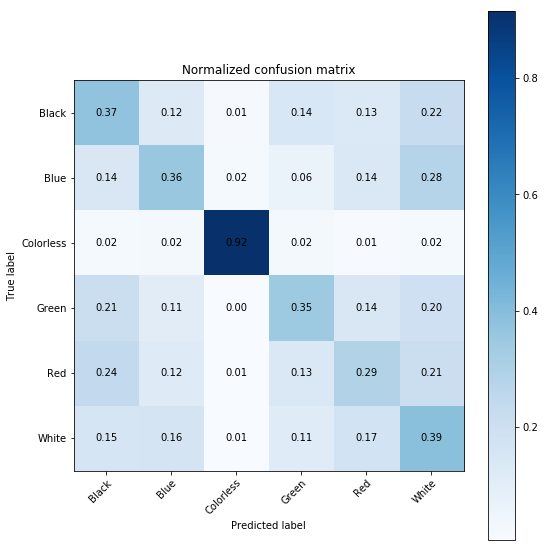 Normalized confusion matrix
Black 0.37 0.12 0.01 0.14 0.13 0.22
Blue 0.14 0.36 0.02 0.06 0.14 0.28
Colorless 0.02 0.02 0.92 0.02 0.01 0.02
Green 0.21 0.11 0.00 0.35 0.14 0.20
Red 0.24 0.12 0.01 0.13 0.29 0.21
White 0.15 0.16 0.01 0.11 0.17 0.39
True label
Black Blue Colorless Green Red White
Predicted label
0.8
0.6
0.4
0.2